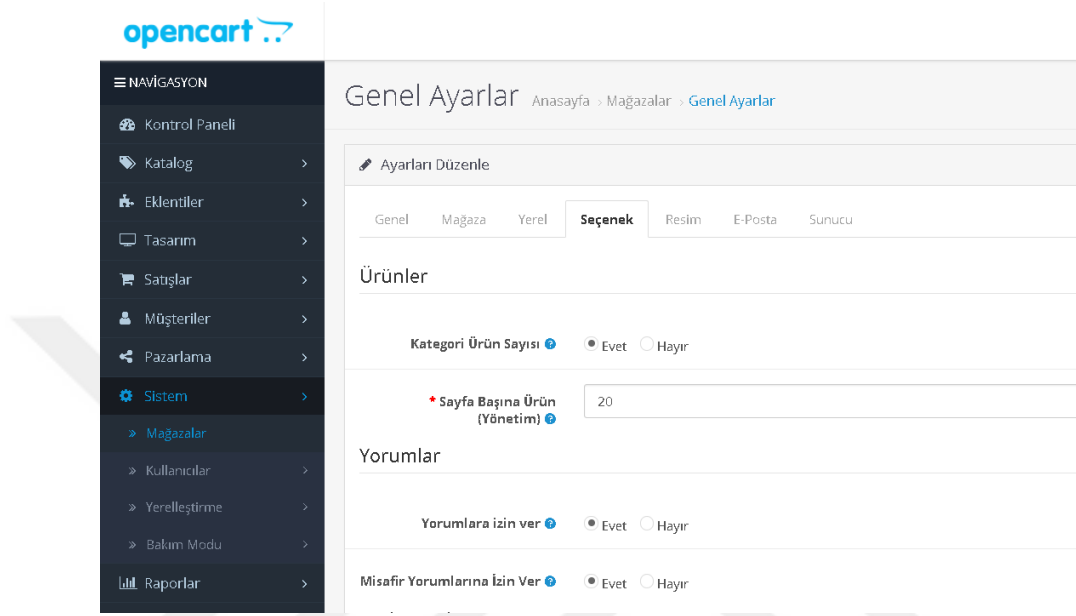 opencart
NAVİGASYON
Kontrol Paneli
Katalog
Eklentiler
Tasarım
Satışlar
Müşteriler
Pazarlama
Sistem
Mağazalar
Kullanıcılar
Yerelleştirme
Bakım Modu
Raporlar
Genel Ayarlar Anasayfa › Mağazalar › Genel Ayarlar
Ayarları Düzenle
Genel Mağaza Yerel Seçenek Resim E-Posta Sunucu
Ürünler
Kategori Ürün Sayısı Evet Hayır
* Sayfa Başına Ürün
(Yönetim) 20
Yorumlar
Yorumlara izin ver Evet Hayır
Misafir Yorumlarına İzin Ver Evet Hayır